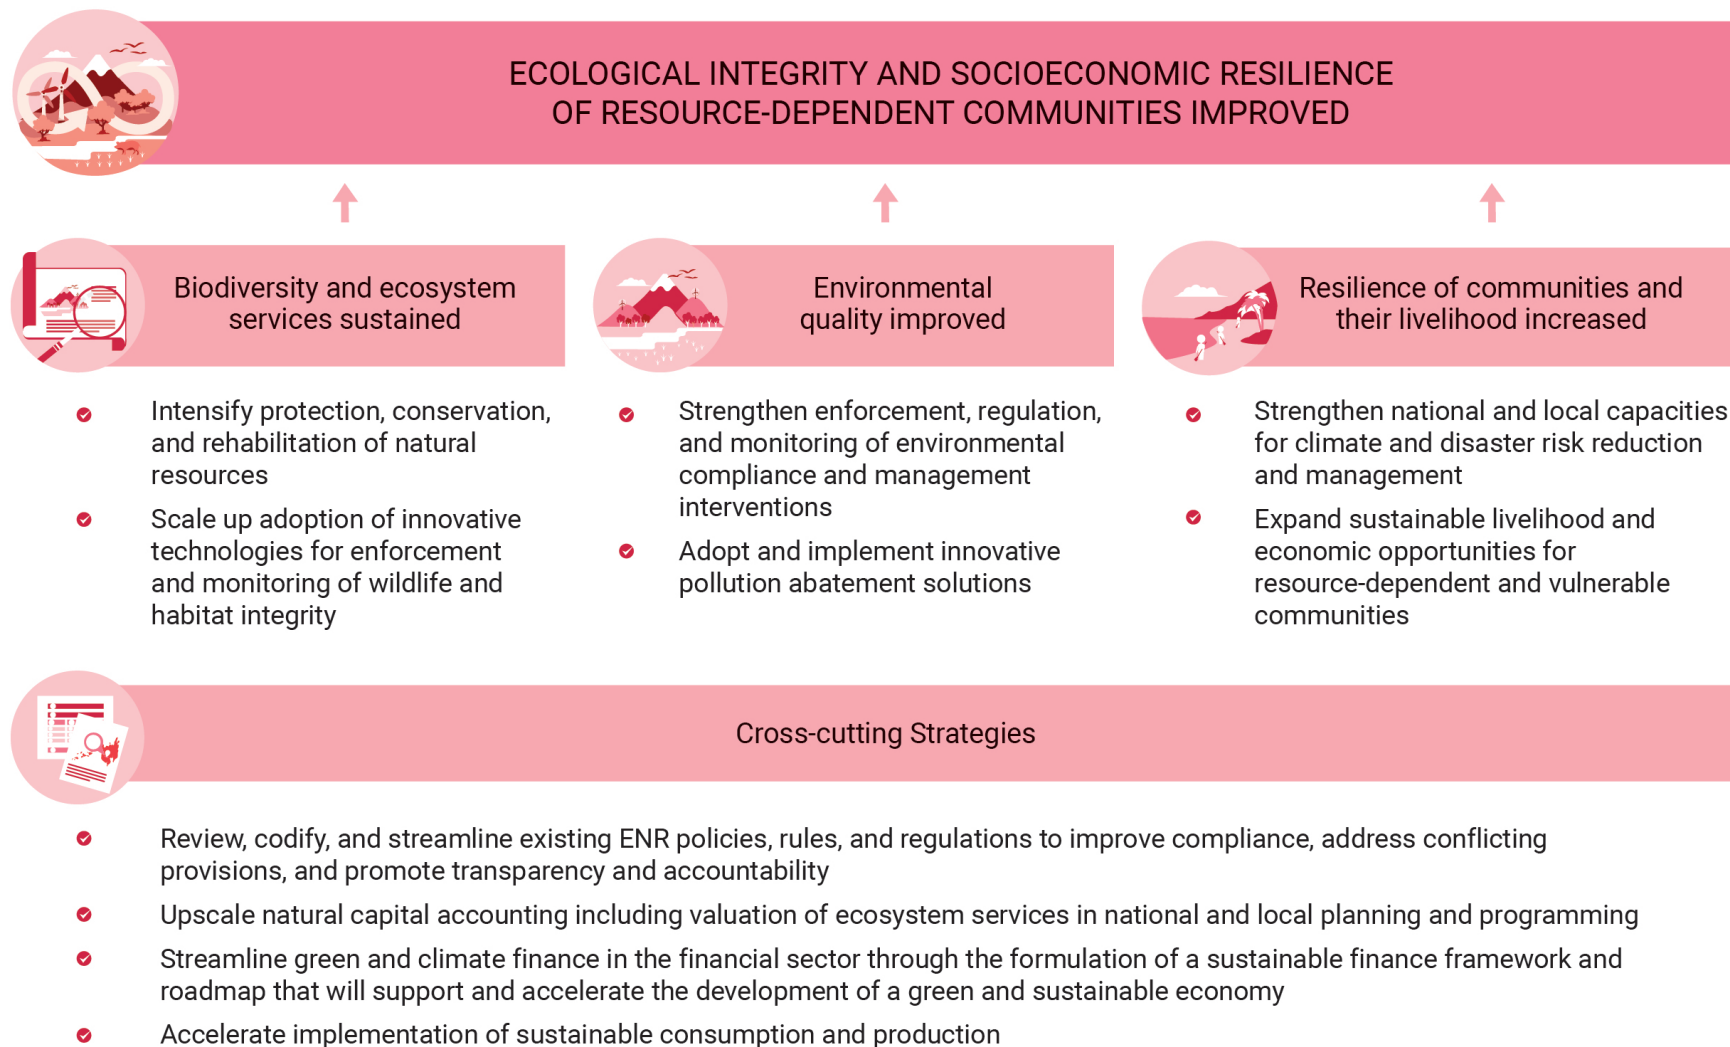 ECOLOGICAL INTEGRITY AND SOCIOECONOMIC RESILIENCE
OF RESOURCE-DEPENDENT COMMUNITIES IMPROVED
Biodiversity and ecosystem
services sustained
Intensify protection, conservation,
and rehabilitation of natural
resources
Scale up adoption of innovative
technologies for enforcement
and monitoring of wildlife and
habitat integrity
Environmental
quality improved
Strengthen enforcement, regulation,
and monitoring of environmental
compliance and management
interventions
Adopt and implement innovative
pollution abatement solutions
Resilience of communities and
their livelihood increased
Strengthen national and local capacities
for climate and disaster risk reduction
and management
Expand sustainable livelihood and
economic opportunities for
resource-dependent and vulnerable
communities
Cross-cutting Strategies
Review, codify, and streamline existing ENR policies, rules, and regulations to improve compliance, address conflicting
provisions, and promote transparency and accountability
Upscale natural capital accounting including valuation of ecosystem services in national and local planning and programming
Streamline green and climate finance in the financial sector through the formulation of a sustainable finance framework and
roadmap that will support and accelerate the development of a green and sustainable economy
Accelerate implementation of sustainable consumption and production